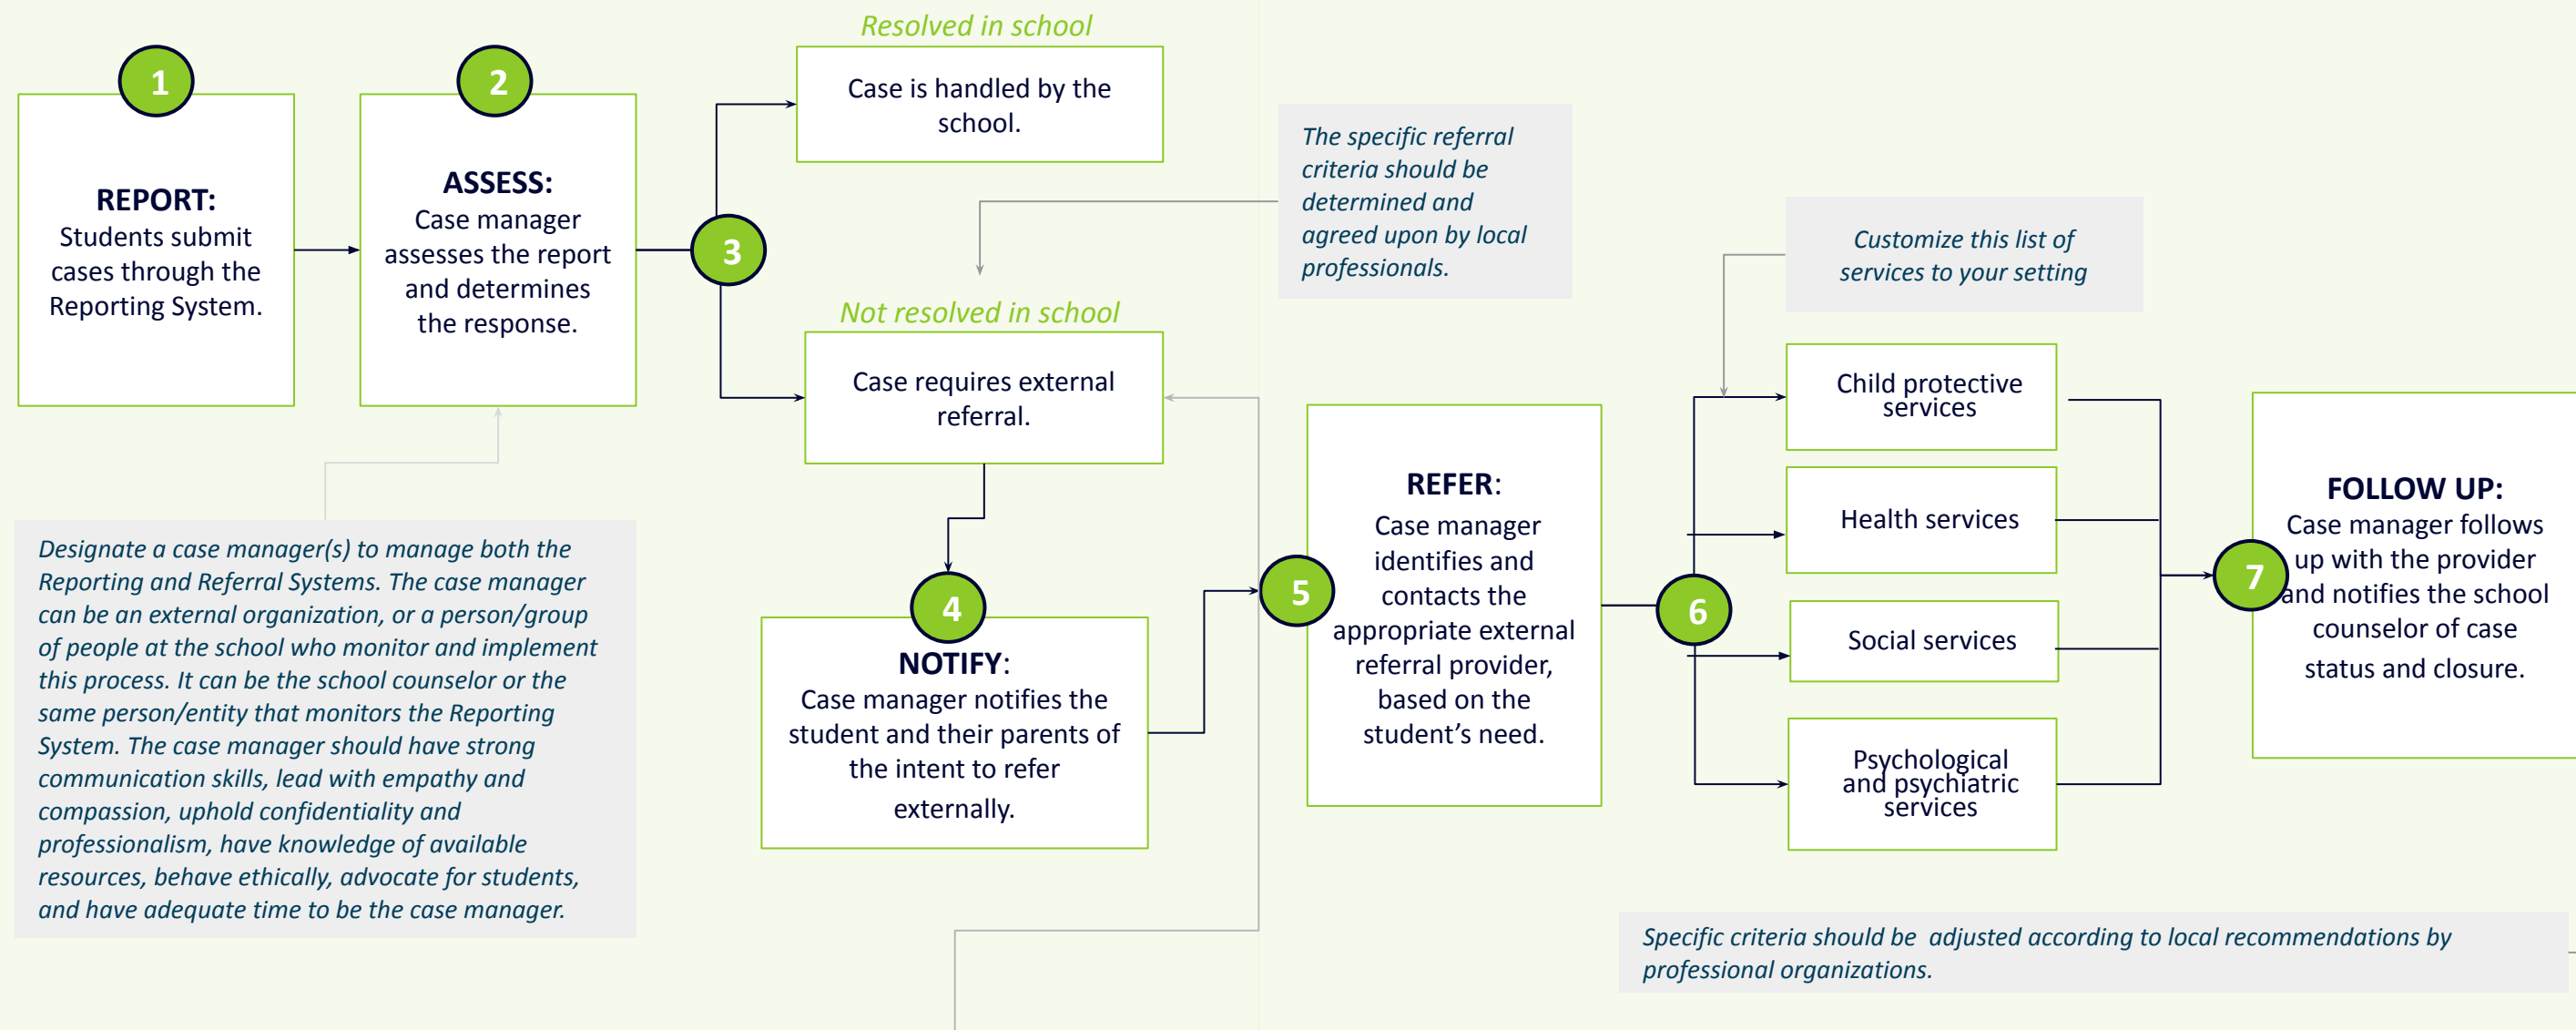 1
REPORT:
Students submit
cases through the
Reporting System.
2
ASSESS:
Case manager
assesses the report
and determines
the response.
3
Resolved in school
Case is handled by the
school.
Not resolved in school
Case requires external
referral.
The specific referral
criteria should be
determined and
agreed upon by local
professionals.
Designate a case manager(s) to manage both the
Reporting and Referral Systems. The case manager
can be an external organization, or a person/group
of people at the school who monitor and implement
this process. It can be the school counselor or the
same person/entity that monitors the Reporting
System. The case manager should have strong
communication skills, lead with empathy and
compassion, uphold confidentiality and
professionalism, have knowledge of available
resources, behave ethically, advocate for students,
and have adequate time to be the case manager.
4
NOTIFY:
Case manager notifies the
student and their parents of
the intent to refer
externally.
5
REFER:
Case manager
identifies and
contacts the
appropriate external
referral provider,
based on the
student’s need.
6
Customize this list of
services to your setting
Child protective
services
Health services
Social services
Psychological
and psychiatric
services
7
FOLLOW UP:
Case manager follows
up with the provider
and notifies the school
counselor of case
status and closure.
Specific criteria should be adjusted according to local recommendations by
professional organizations.